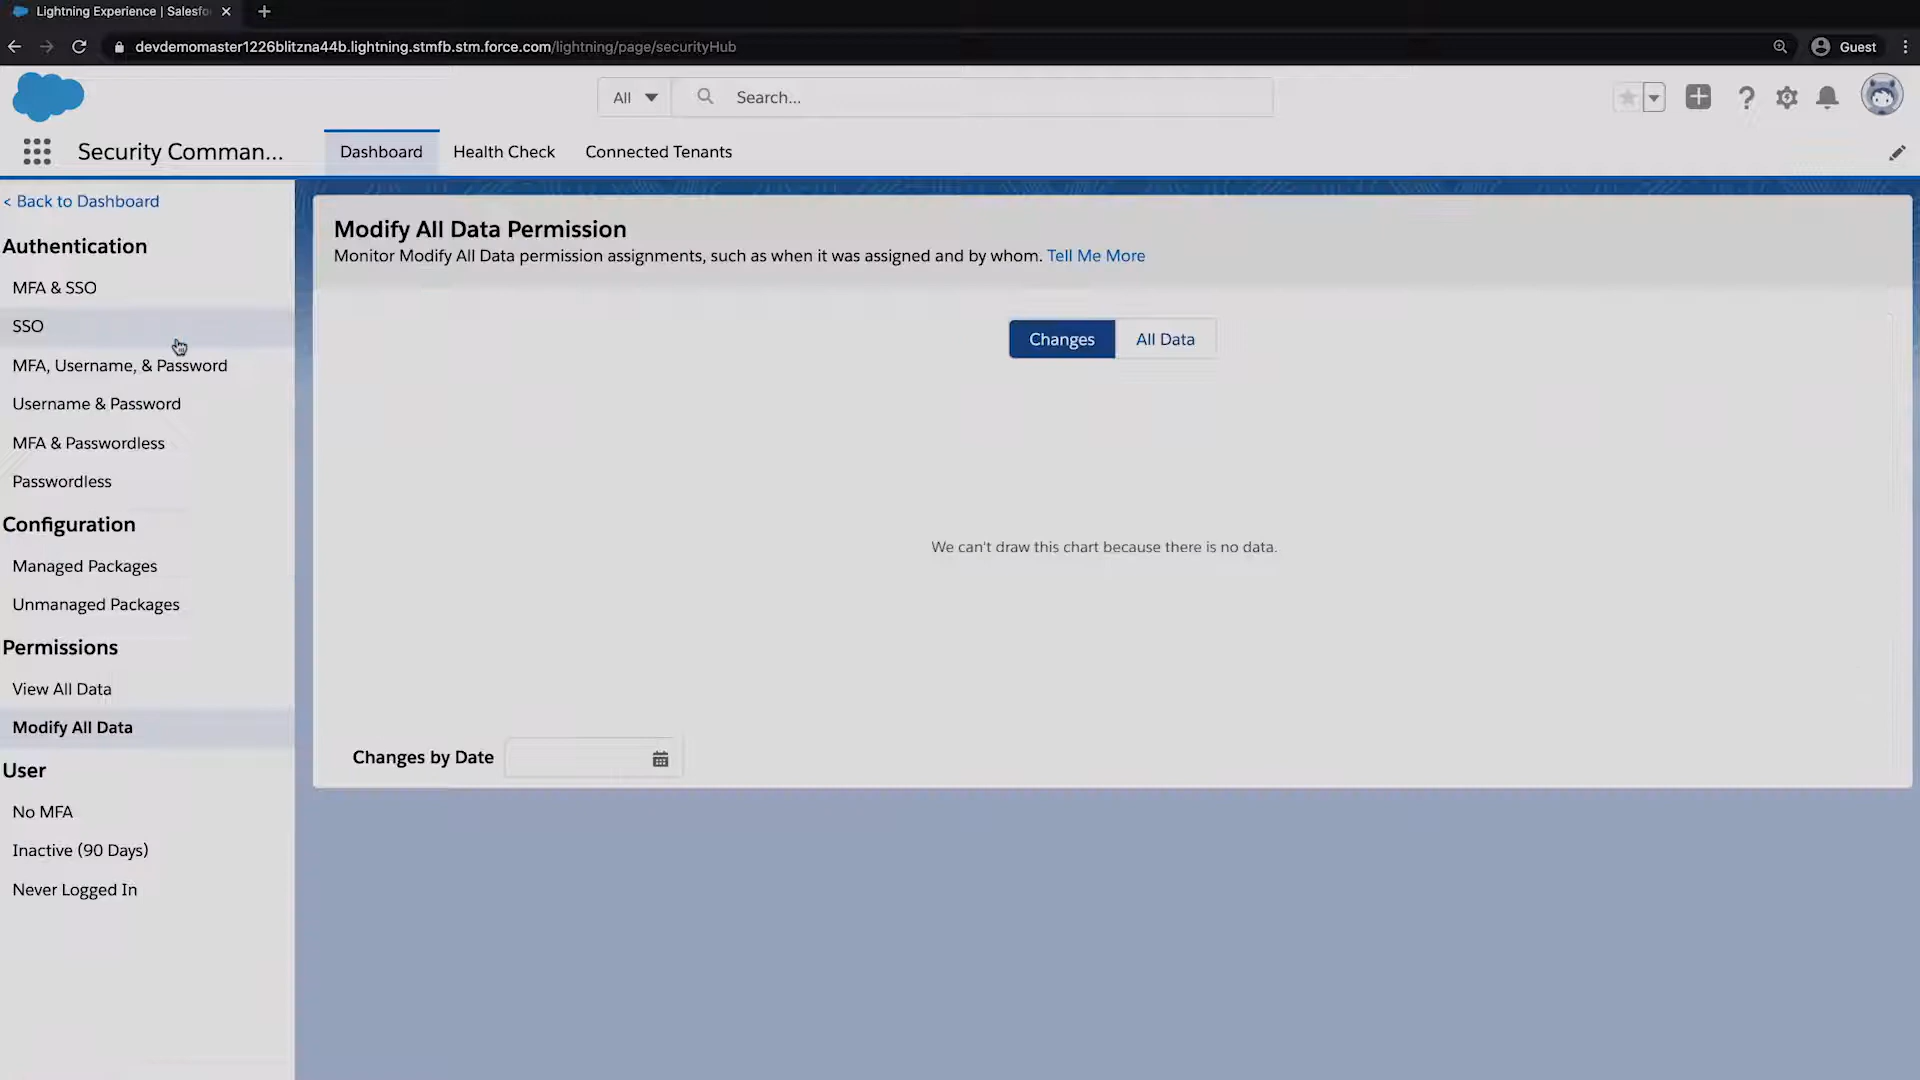 Lightning Experience | Salesfo
devdemomaster1226blitzna44b.lightning.stmfb.stm.force.com/lightning/page/securityHub
Guest
All
Search...
Security Comman...
Dashboard
Health Check
Connected Tenants
< Back to Dashboard
Authentication
MFA & SSO
SSO
MFA, Username, & Password
Username & Password
MFA & Passwordless
Passwordless
Configuration
Managed Packages
Unmanaged Packages
Permissions
View All Data
Modify All Data
User
No MFA
Inactive (90 Days)
Never Logged In
Modify All Data Permission
Monitor Modify All Data permission assignments, such as when it was assigned and by whom. Tell Me More
Changes
All Data
We can't draw this chart because there is no data.
Changes by Date